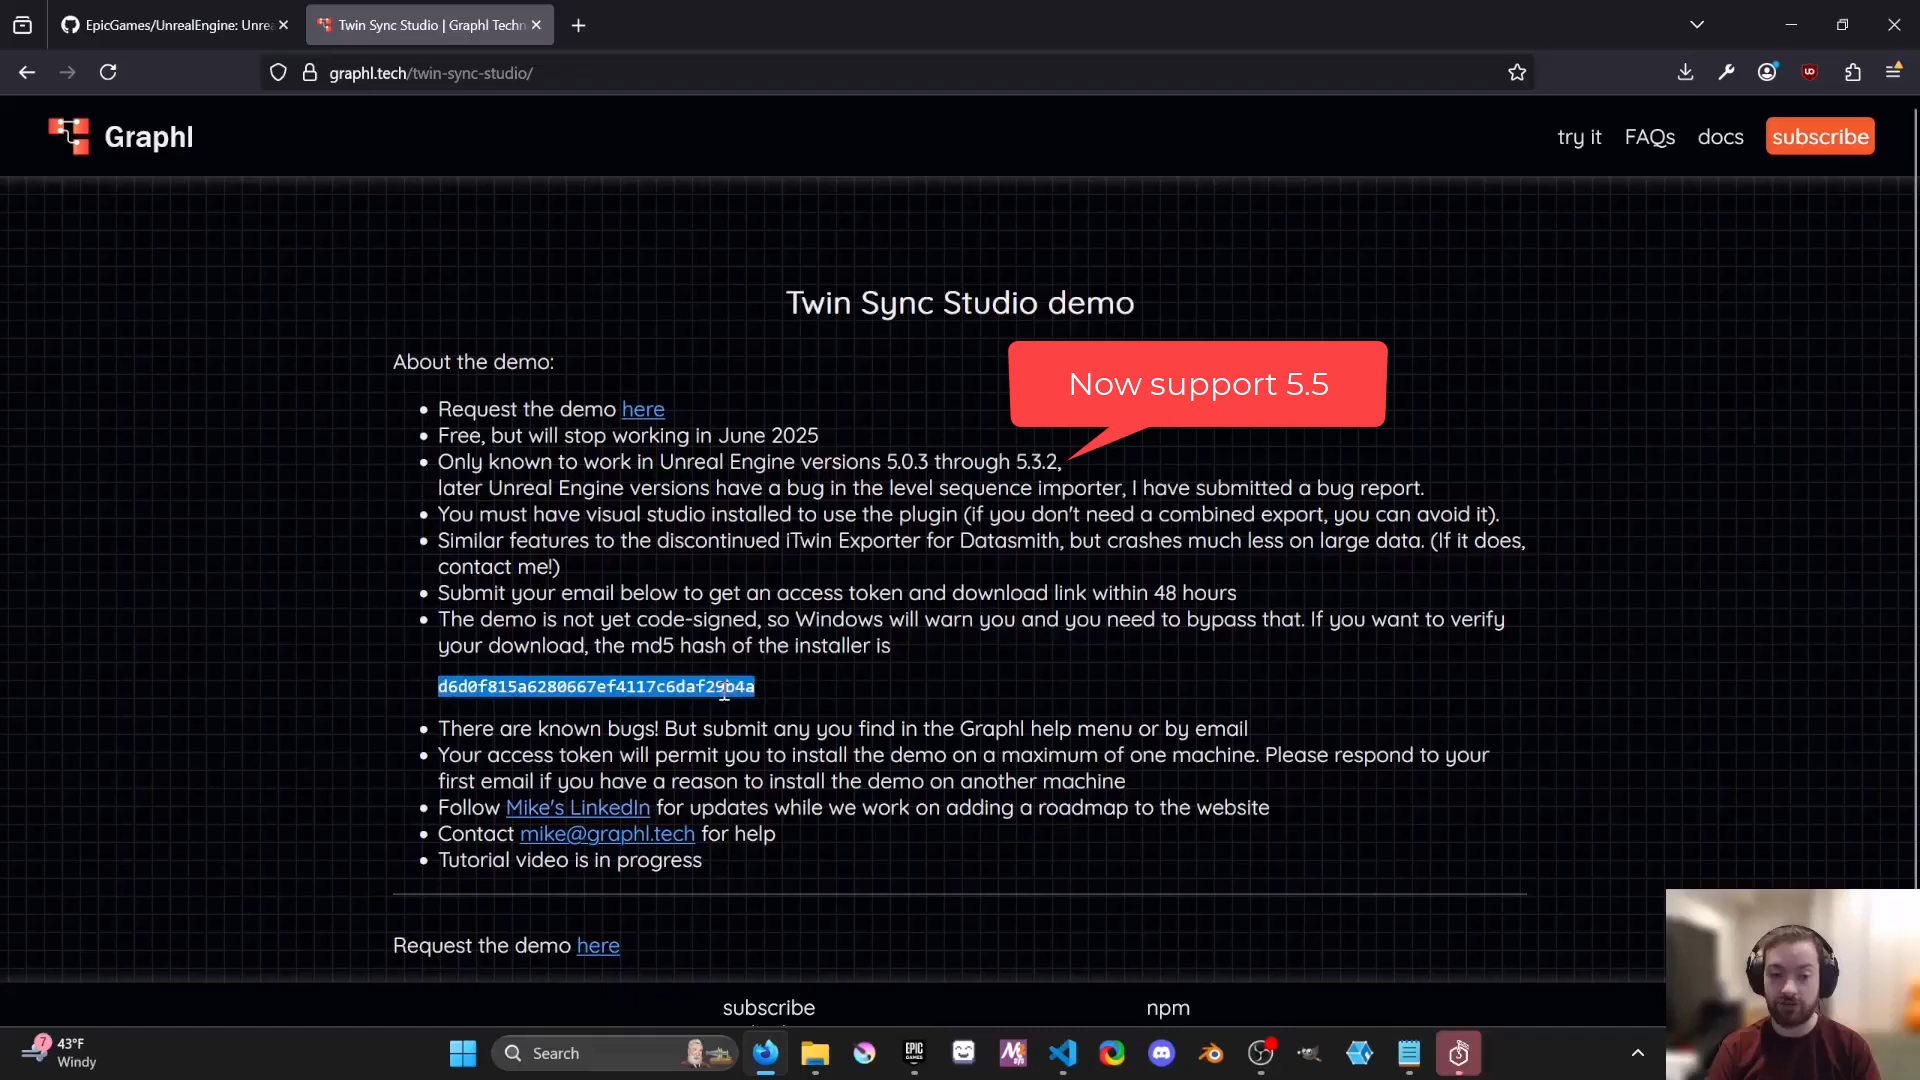 EpicGames/UnrealEngine: Unre
Twin Sync Studio | Graphl Techn
graphl.tech/twin-sync-studio/
Graphl
try it
FAQs
docs
subscribe
Twin Sync Studio demo
About the demo:
Now support 5.5
Request the demo here
Free, but will stop working in June 2025
Only known to work in Unreal Engine versions 5.0.3 through 5.3.2,
later Unreal Engine versions have a bug in the level sequence importer, I have submitted a bug report.
You must have visual studio installed to use the plugin (if you don't need a combined export, you can avoid it).
Similar features to the discontinued iTwin Exporter for Datasmith, but crashes much less on large data. (If it does,
contact me!)
Submit your email below to get an access token and download link within 48 hours
The demo is not yet code-signed, so Windows will warn you and you need to bypass that. If you want to verify
your download, the md5 hash of the installer is
d6d0f815a6280667ef4117c6daf29b4a
There are known bugs! But submit any you find in the Graphl help menu or by email
Your access token will permit you to install the demo on a maximum of one machine. Please respond to your
first email if you have a reason to install the demo on another machine
Follow Mike's LinkedIn for updates while we work on adding a roadmap to the website
Contact mike@graphl.tech for help
Tutorial video is in progress
Request the demo here
subscribe
npm
7
43°F
Windy
Search
EPIC
GAMES